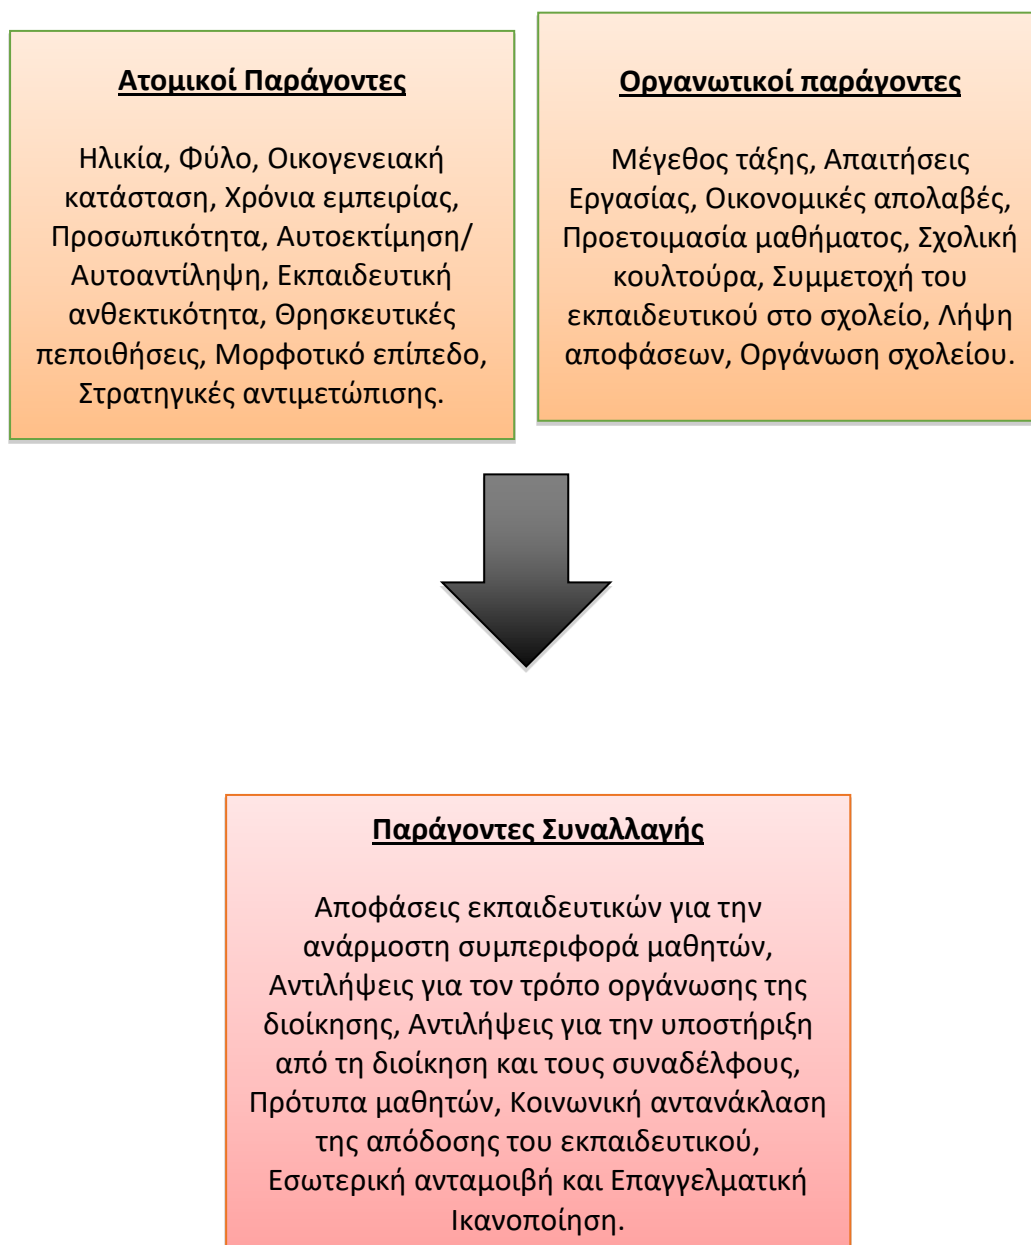 Ατομικοί Παράγοντες
Ηλικία, Φύλο, Οικογενειακή
κατάσταση, Χρόνια εμπειρίας,
Προσωπικότητα, Αυτοεκτίμηση/
Αυτοαντίληψη, Εκπαιδευτική
ανθεκτικότητα, Θρησκευτικές
πεποιθήσεις, Μορφοτικό επίπεδο,
Στρατηγικές αντιμετώπισης.
Οργανωτικοί παράγοντες
Μέγεθος τάξης, Απαιτήσεις
Εργασίας, Οικονομικές απολαβές,
Προετοιμασία μαθήματος, Σχολική
κουλτούρα, Συμμετοχή του
εκπαιδευτικού στο σχολείο, Λήψη
αποφάσεων, Οργάνωση σχολείου.
Παράγοντες Συναλλαγής
Αποφάσεις εκπαιδευτικών για την
ανάρμοστη συμπεριφορά μαθητών,
Αντιλήψεις για τον τρόπο οργάνωσης της
διοίκησης, Αντιλήψεις για την υποστήριξη
από τη διοίκηση και τους συναδέλφους,
Πρότυπα μαθητών, Κοινωνική αντανάκλαση
της απόδοσης του εκπαιδευτικού,
Εσωτερική ανταμοιβή και Επαγγελματική
Ικανοποίηση.